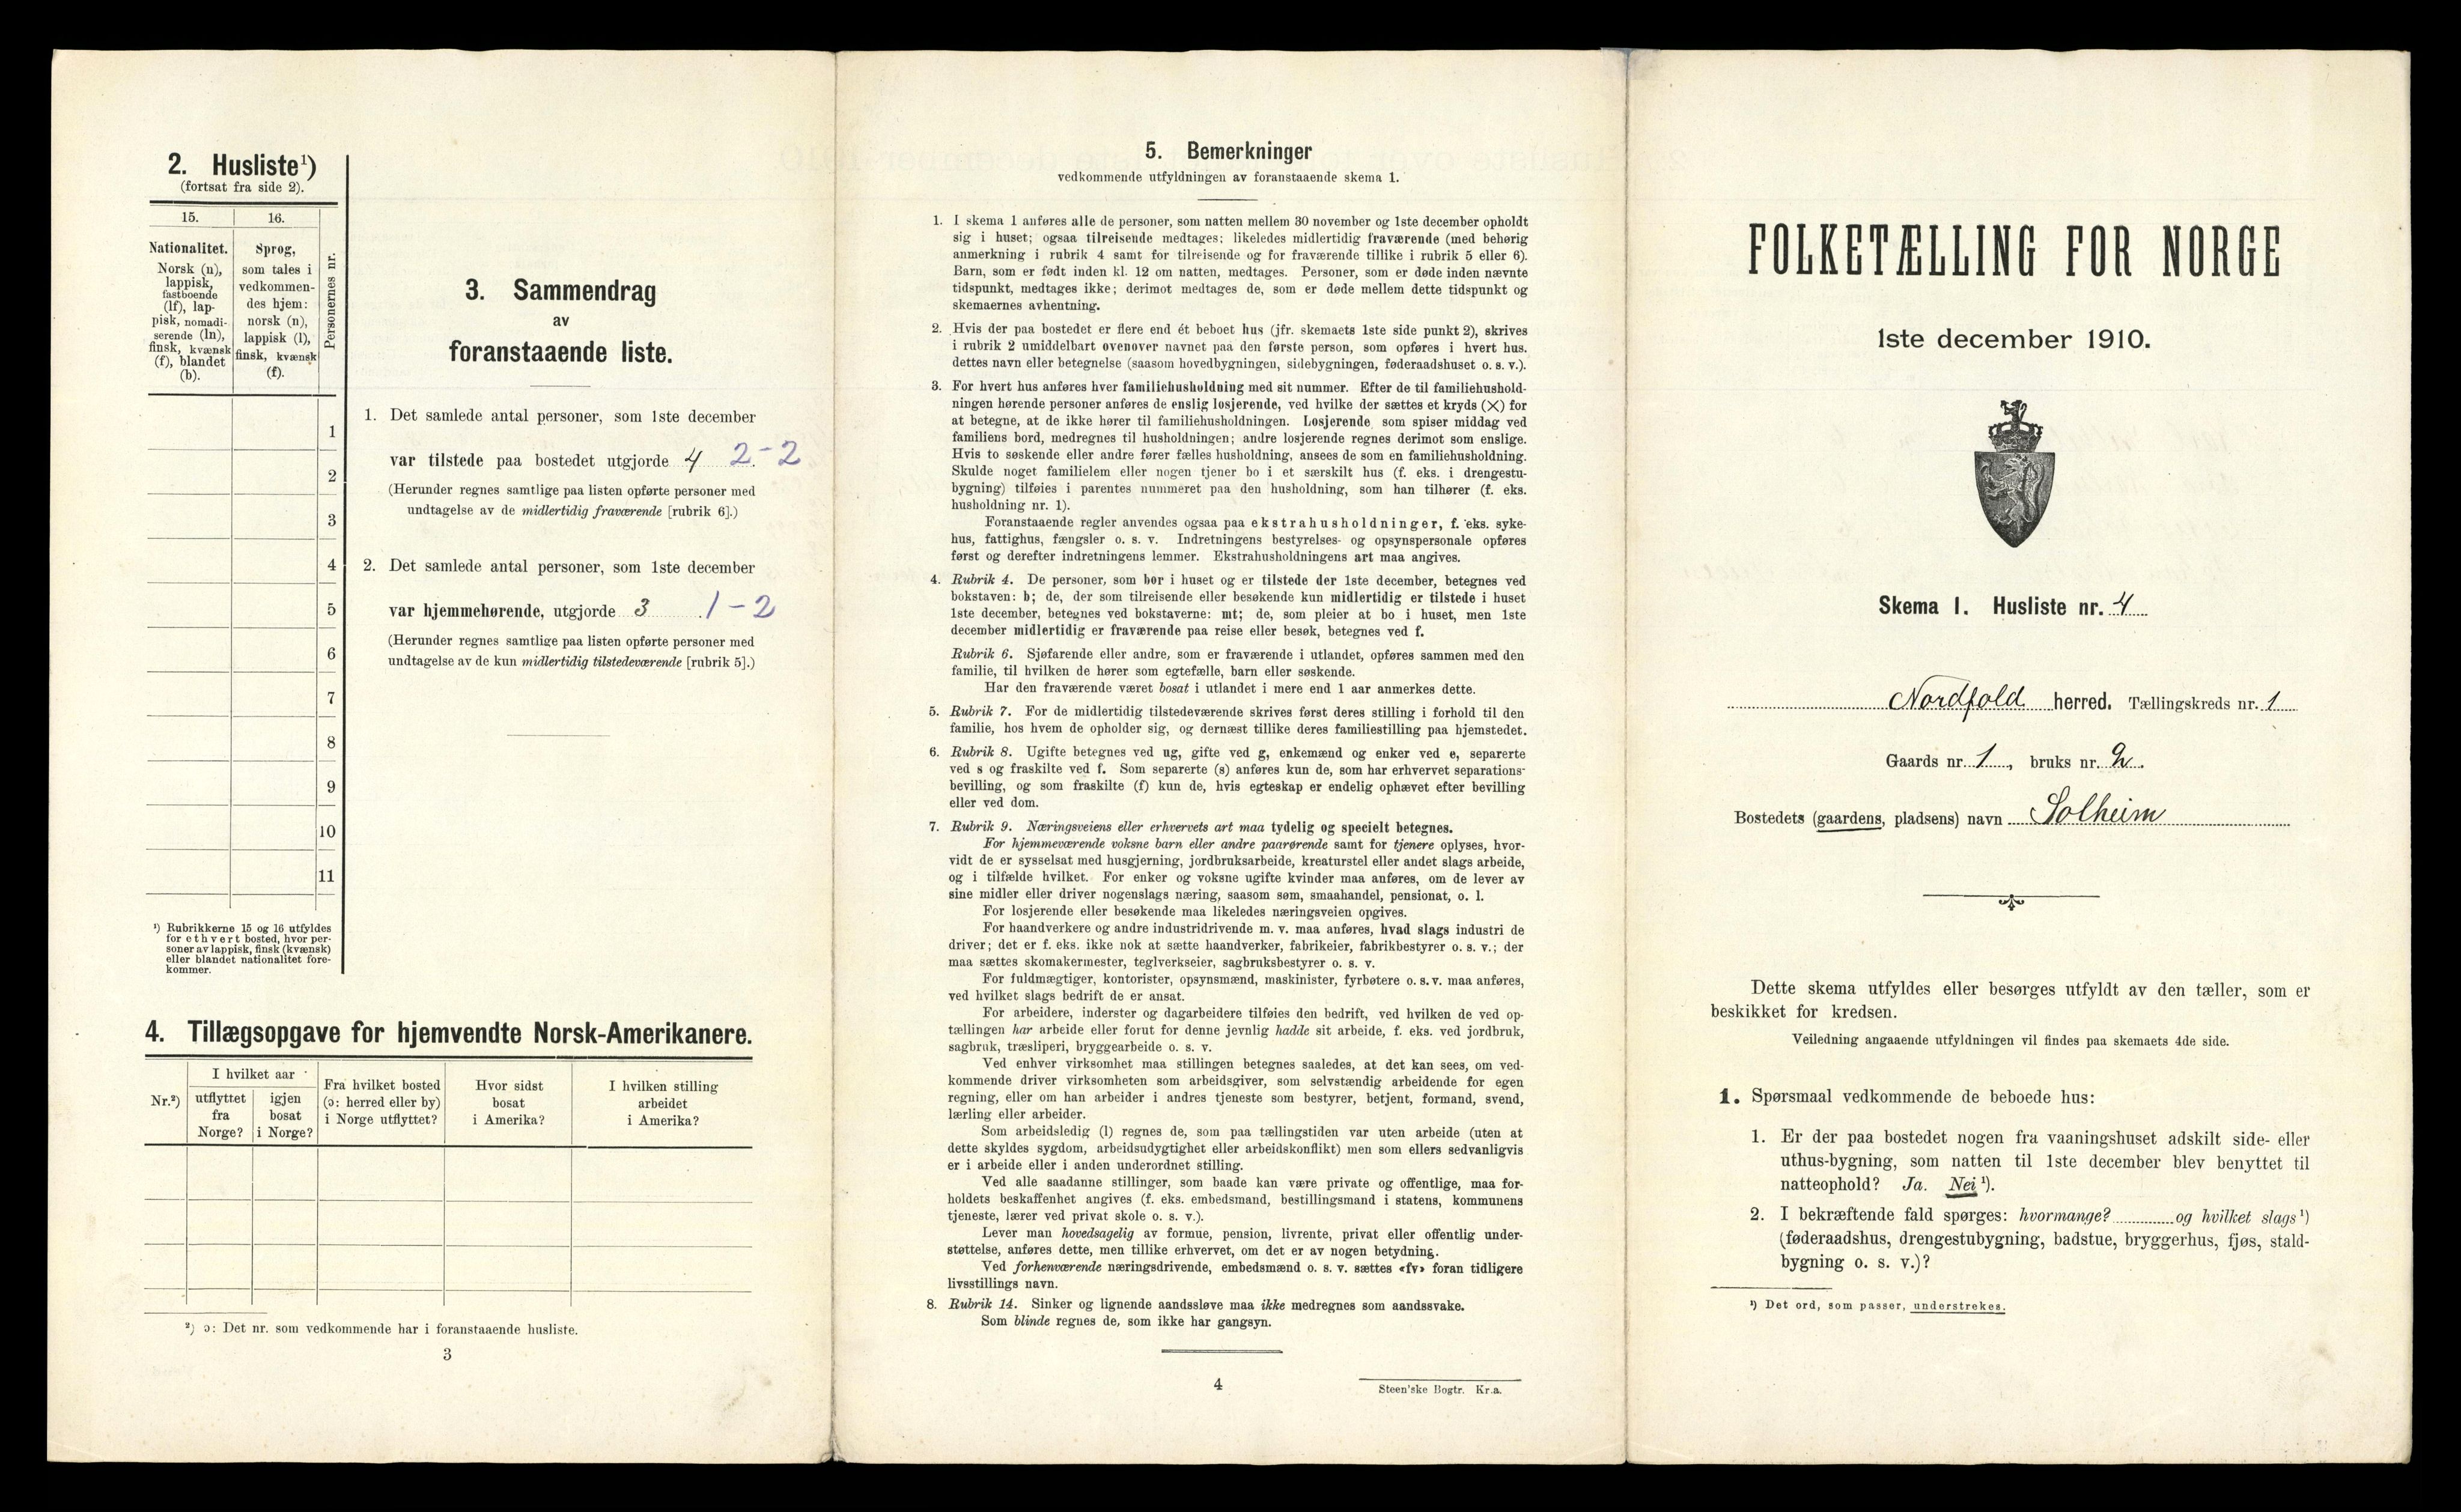 2. Husliste¹)
(fortsat fra side 2).
15.
16.
Personernes nr.
Nationalitet.
Norsk (n),
lappisk,
fastboende
(lf), lap-
pisk, nomadi-
serende (ln),
finsk, kvænsk
(f), blandet
(b).
Sprog,
som tales i
vedkommen-
des hjem:
norsk (n),
lappisk (l),
finsk, kvænsk
(f).
1
2
3
4
5
6
7
8
9
10
11
¹) Rubrikkerne 15 og 16 utfyldes
for ethvert bosted, hvor per-
soner av lappisk, finsk (kvænsk)
eller blandet nationalitet fore-
kommer.
3. Sammendrag
av
foranstaaende liste.
1. Det samlede antal personer, som 1ste december
var tilstede paa bostedet utgjorde 4 2-2
(Herunder regnes samtlige paa listen opførte personer med
undtagelse av de midlertidig fraværende [rubrik 6].)
2. Det samlede antal personer, som 1ste december
var hjemmehørende, utgjorde 3 1-2
(Herunder regnes samtlige paa listen opførte personer med
undtagelse av de kun midlertidig tilstedeværende [rubrik 5].)
4. Tillægsopgave for hjemvendte Norsk-Amerikanere.
Nr.²)
I hvilket aar
utflyttet
fra
Norge?
igjen
bosat
i Norge?
Fra hvilket bosted
(ɔ: herred eller by)
i Norge utflyttet?
Hvor sidst
bosat
i Amerika?
I hvilken stilling
arbeidet
i Amerika?
²) ɔ: Det nr. som vedkommende har i foranstaaende husliste.
3
5. Bemerkninger
vedkommende utfyldningen av foranstaaende skema 1.
1. I skema 1 anføres alle de personer, som natten mellem 30 november og 1ste december opholdt
sig i huset; ogsaa tilreisende medtages; likeledes midlertidig fraværende (med behørig
anmerkning i rubrik 4 samt for tilreisende og for fraværende tillike i rubrik 5 eller 6).
Barn, som er født inden kl. 12 om natten, medtages. Personer, som er døde inden nævnte
tidspunkt, medtages ikke; derimot medtages de, som er døde mellem dette tidspunkt og
skemaernes avhentning.
2. Hvis der paa bostedet er flere end ét beboet hus (jfr. skemaets 1ste side punkt 2), skrives
i rubrik 2 umiddelbart ovenover navnet paa den første person, som opføres i hvert hus.
dettes navn eller betegnelse (saasom hovedbygningen, sidebygningen, føderaadshuset o. s. v.).
3. For hvert hus anføres hver familiehusholdning med sit nummer. Efter de til familiehushold-
ningen hørende personer anføres de enslig losjerende, ved hvilke der sættes et kryds (×) for
at betegne, at de ikke hører til familiehusholdningen. Losjerende som spiser middag ved
familiens bord, medregnes til husholdningen; andre losjerende regnes derimot som enslige.
Hvis to søskende eller andre fører fælles husholdning, ansees de som en familiehusholdning.
Skulde noget familielem eller nogen tjener bo i et særskilt hus (f. eks. i drengestu-
bygning) tilføies i parentes nummeret paa den husholdning, som han tilhører (f. eks.
husholdning nr. 1).
Foranstaaende regler anvendes ogsaa paa ekstrahusholdninger, f. eks. syke-
hus, fattighus, fængsler o. s. v. Indretningens bestyrelses- og opsynspersonale opføres
først og derefter indretningens lemmer. Ekstrahusholdningens art maa angives.
4. Rubrik 4. De personer, som bor i huset og er tilstede der 1ste december, betegnes ved
bokstaven: b; de, der som tilreisende eller besøkende kun midlertidig er tilstede i huset
1ste december, betegnes ved bokstaverne: mt; de, som pleier at bo i huset, men 1ste
december midlertidig er fraværende paa reise eller besøk, betegnes ved f.
Rubrik 6. Sjøfarende eller andre, som er fraværende i utlandet, opføres sammen med den
familie, til hvilken de hører som egtefælle, barn eller søskende.
Har den fraværende været bosat i utlandet i mere end 1 aar anmerkes dette.
5. Rubrik 7. For de midlertidig tilstedeværende skrives først deres stilling i forhold til den
familie, hos hvem de opholder sig, og dernæst tillike deres familiestilling paa hjemstedet.
6. Rubrik 8. Ugifte betegnes ved ug, gifte ved g, enkemænd og enker ved e, separerte
ved s og fraskilte ved f. Som separerte (s) anføres kun de, som har erhvervet separations-
bevilling, og som fraskilte (f) kun de, hvis egteskap er endelig ophævet efter bevilling
eller ved dom.
7. Rubrik 9. Næringsveiens eller erhvervets art maa tydelig og specielt betegnes.
For hjemmeværende voksne barn eller andre paarørende samt for tjenere oplyses, hvor-
vidt de er sysselsat med husgjerning, jordbruksarbeide, kreaturstel eller andet slags arbeide,
og i tilfælde hvilket. For enker og voksne ugifte kvinder maa anføres, om de lever av
sine midler eller driver nogenslags næring, saasom søm, smaahandel, pensionat, o. l.
For losjerende eller besøkende maa likeledes næringsveien opgives.
For haandverkere og andre industridrivende m. v. maa anføres, hvad slags industri de
driver; det er f. eks. ikke nok at sætte haandverker, fabrikeier, fabrikbestyrer o. s. v.; der
maa sættes skomakermester, teglverkseier, sagbruksbestyrer o. s. v.
For fuldmægtiger, kontorister, opsynsmænd, maskinister, fyrbøtere o. s. v. maa anføres,
ved hvilket slags bedrift de er ansat.
For arbeidere, inderster og dagarbeidere tilføies den bedrift, ved hvilken de ved op-
tællingen har arbeide eller forut for denne jevnlig hadde sit arbeide, f. eks. ved jordbruk,
sagbruk, træsliperi, bryggearbeide o. s. v.
Ved enhver virksomhet maa stillingen betegnes saaledes, at det kan sees, om ved-
kommende driver virksomheten som arbeidsgiver, som selvstændig arbeidende for egen
regning, eller om han arbeider i andres tjeneste som bestyrer, betjent, formand, svend,
lærling eller arbeider.
Som arbeidsledig (l) regnes de, som paa tællingstiden var uten arbeide (uten at
dette skyldes sygdom, arbeidsudygtighet eller arbeidskonflikt) men som ellers sedvanligvis
er i arbeide eller i anden underordnet stilling.
Ved alle saadanne stillinger, som baade kan være private og offentlige, maa for-
holdets beskaffenhet angives (f. eks. embedsmand, bestillingsmand i statens, kommunens
tjeneste, lærer ved privat skole o. s. v.).
Lever man hovedsagelig av formue, pension, livrente, privat eller offentlig under-
støttelse, anføres dette, men tillike erhvervet, om det er av nogen betydning.
Ved forhenværende næringsdrivende, embedsmænd o. s. v. sættes «fv» foran tidligere
livsstillings navn.
8. Rubrik 14. Sinker og lignende aandssløve maa ikke medregnes som aandssvake.
Som blinde regnes de, som ikke har gangsyn.
4
Steen'ske Bogtr. Kr.a.
FOLKETÆLLING FOR NORGE
1ste december 1910.
Skema 1. Husliste nr. 4
Nordfold herred. Tællingskreds nr. 1
Gaards nr. 1, bruks nr. 2.
Bostedets (gaardens, pladsens) navn Solheim
Dette skema utfyldes eller besørges utfyldt av den tæller, som er
beskikket for kredsen.
Veiledning angaaende utfyldningen vil findes paa skemaets 4de side.
1. Spørsmaal vedkommende de beboede hus:
1. Er der paa bostedet nogen fra vaaningshuset adskilt side- eller
uthus-bygning, som natten til 1ste december blev benyttet til
natteophold? Ja. Nei ¹).
2. I bekræftende fald spørges: hvormange? og hvilket slags ¹)
(føderaadshus, drengestubygning, badstue, bryggerhus, fjøs, stald-
bygning o. s. v.)?
¹) Det ord, som passer, understrekes.